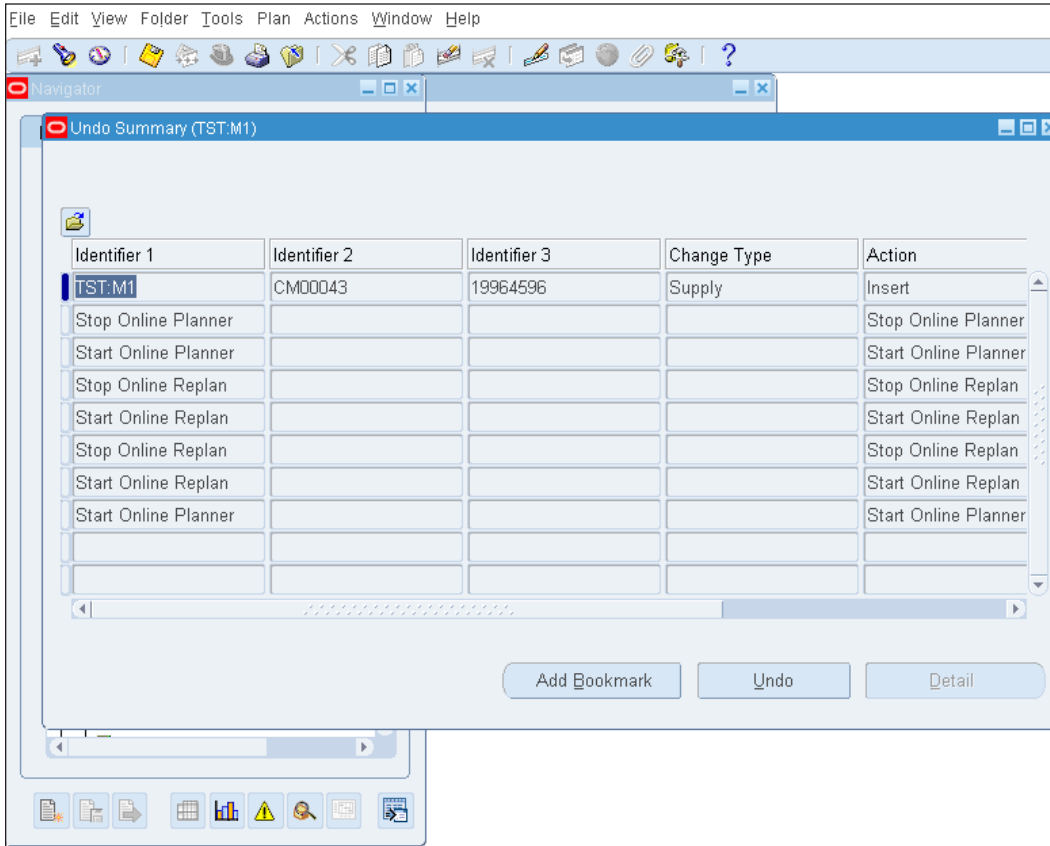 File Edit View Folder Tools Plan Actions Window Help
Navigator
Undo Summary (TST:M1)
Identifier 1 Identifier 2 Identifier 3 Change Type Action
TST:M1 CM00043 19964596 Supply Insert
Stop Online Planner Stop Online Planner
Start Online Planner Start Online Planner
Stop Online Replan Stop Online Replan
Start Online Replan Start Online Replan
Stop Online Replan Stop Online Replan
Start Online Replan Start Online Replan
Start Online Planner Start Online Planner
Add Bookmark Undo Detail